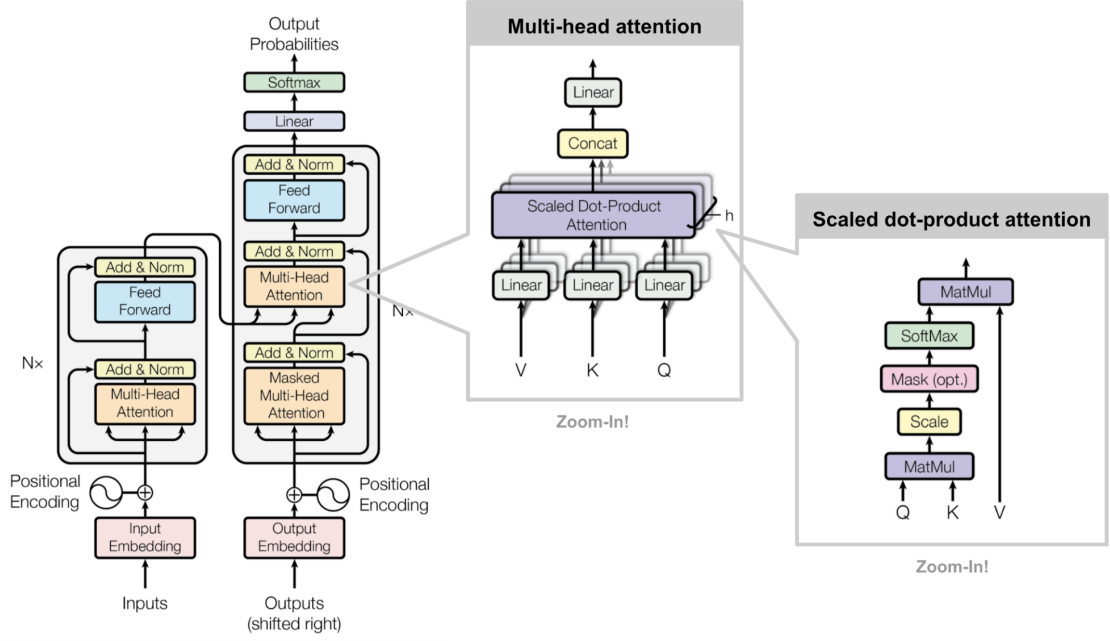 Output
Probabilities
Softmax
Linear
Add & Norm
Feed
Forward
Add & Norm
Multi-Head
Attention
Add & Norm
Masked
Multi-Head
Attention
N×
Positional
Encoding
Output
Embedding
Outputs
(shifted right)
Add & Norm
Feed
Forward
N×
Add & Norm
Multi-Head
Attention
Positional
Encoding
Input
Embedding
Inputs
Multi-head attention
Linear
Concat
Scaled Dot-Product
Attention
h
Linear
Linear
Linear
V
K
Q
Zoom-In!
Scaled dot-product attention
MatMul
SoftMax
Mask (opt.)
Scale
MatMul
Q
K
V
Zoom-In!